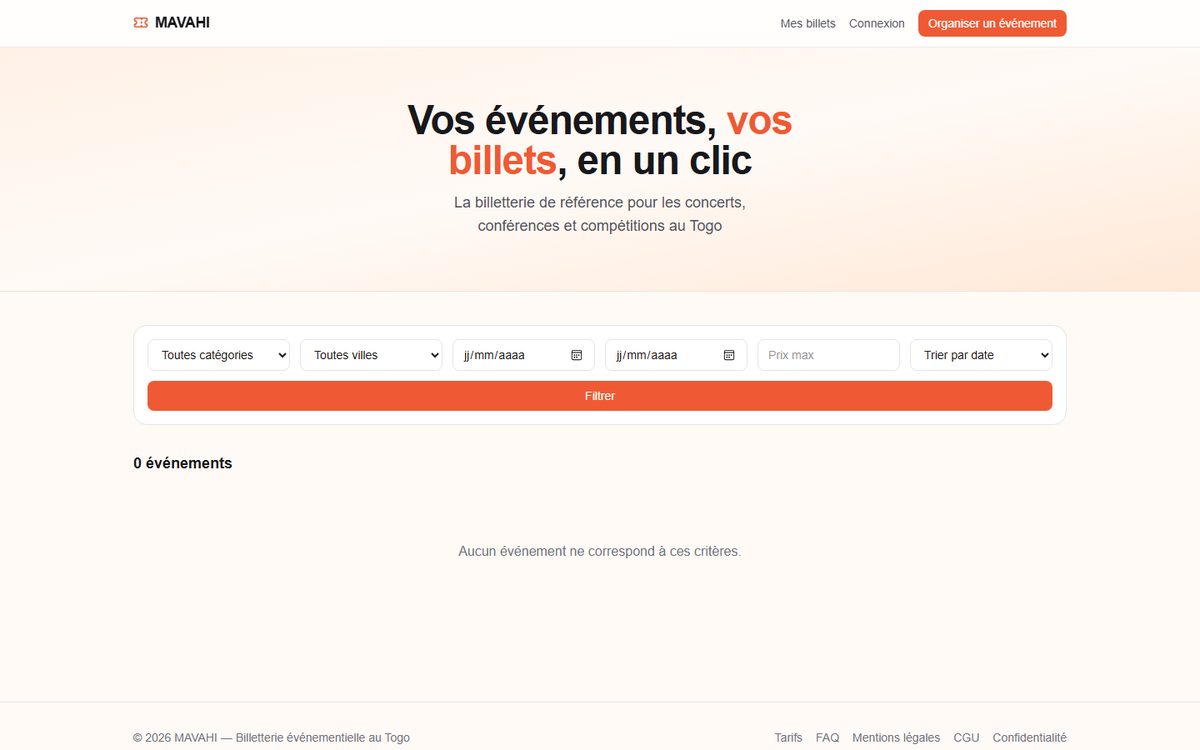 MAVAHI
Mes billets
Connexion
Organiser un événement
Vos événements, vos
billets, en un clic
La billetterie de référence pour les concerts,
conférences et compétitions au Togo
Toutes catégories
Toutes villes
jj/mm/aaaa
jj/mm/aaaa
Prix max
Trier par date
Filtrer
0 événements
Aucun événement ne correspond à ces critères.
© 2026 MAVAHI — Billetterie événementielle au Togo
Tarifs
FAQ
Mentions légales
CGU
Confidentialité